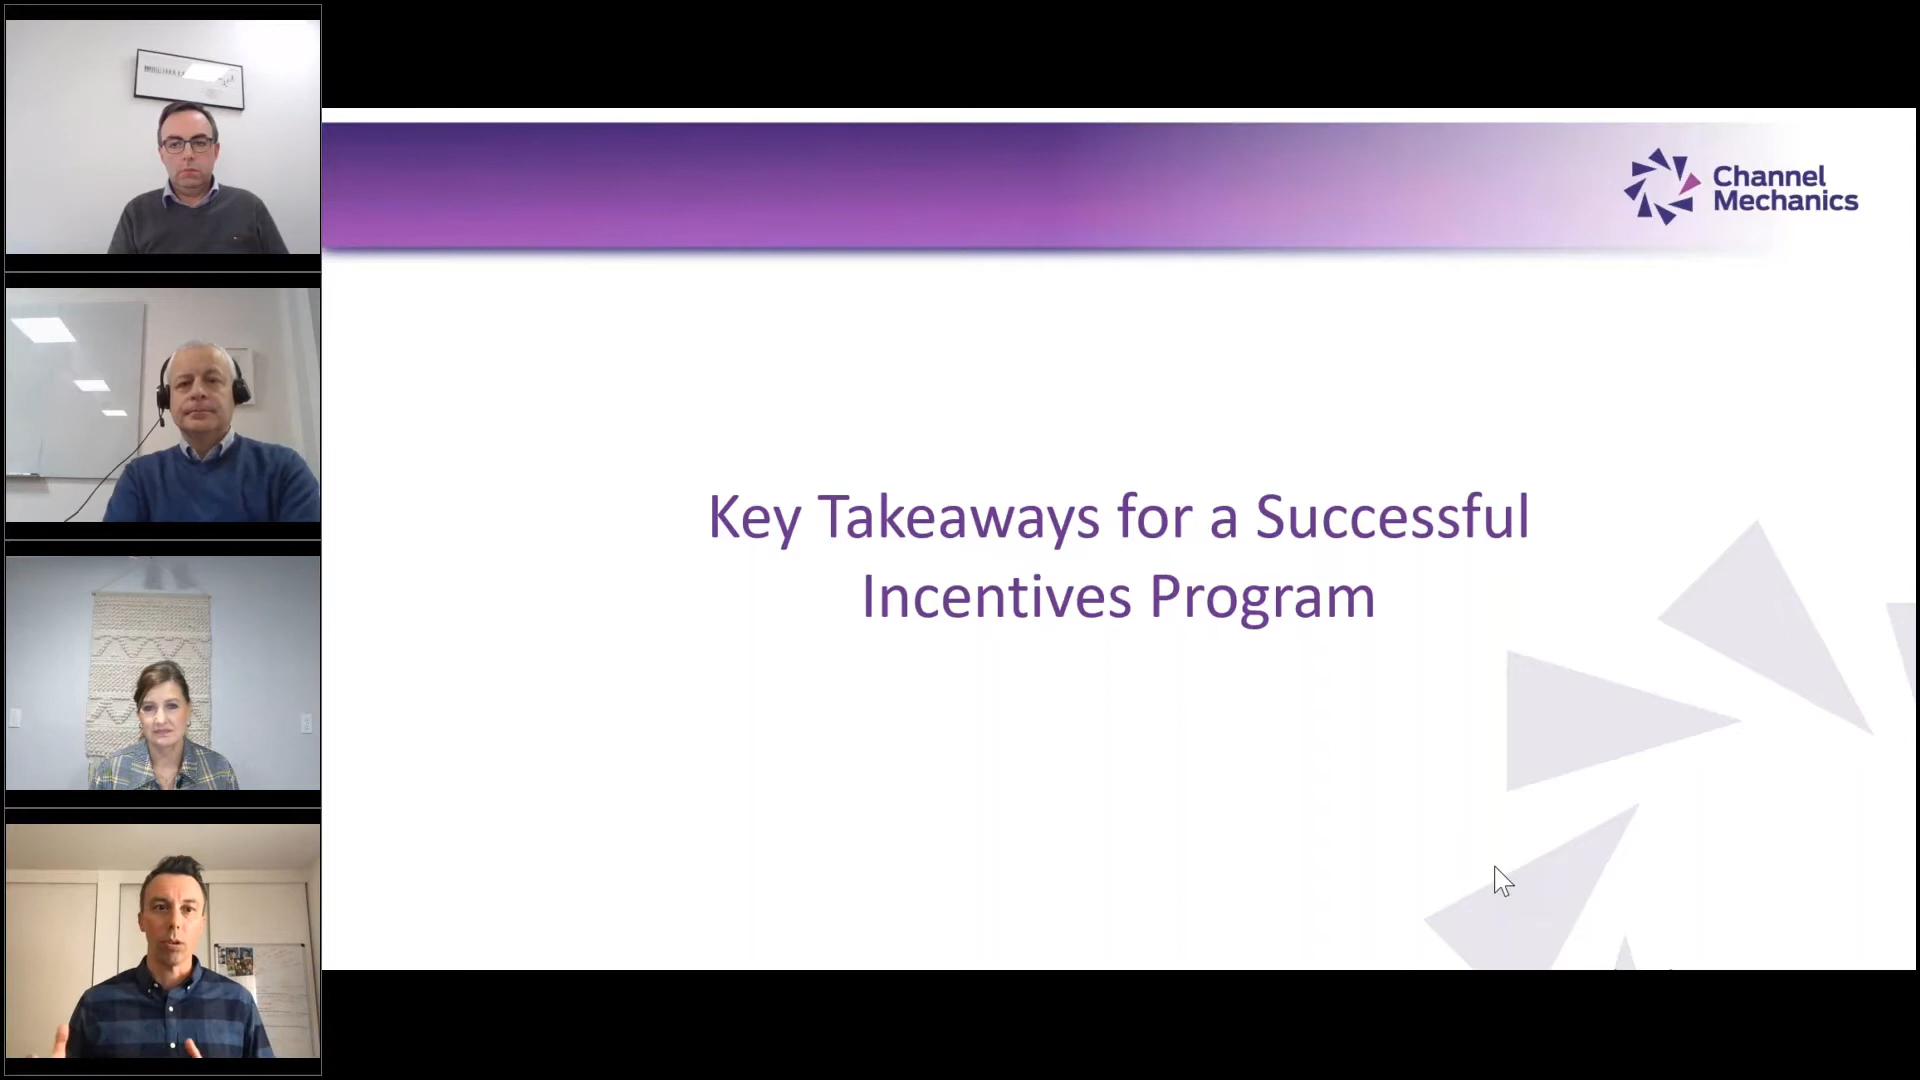 Channel
Mechanics
Key Takeaways for a Successful
Incentives Program